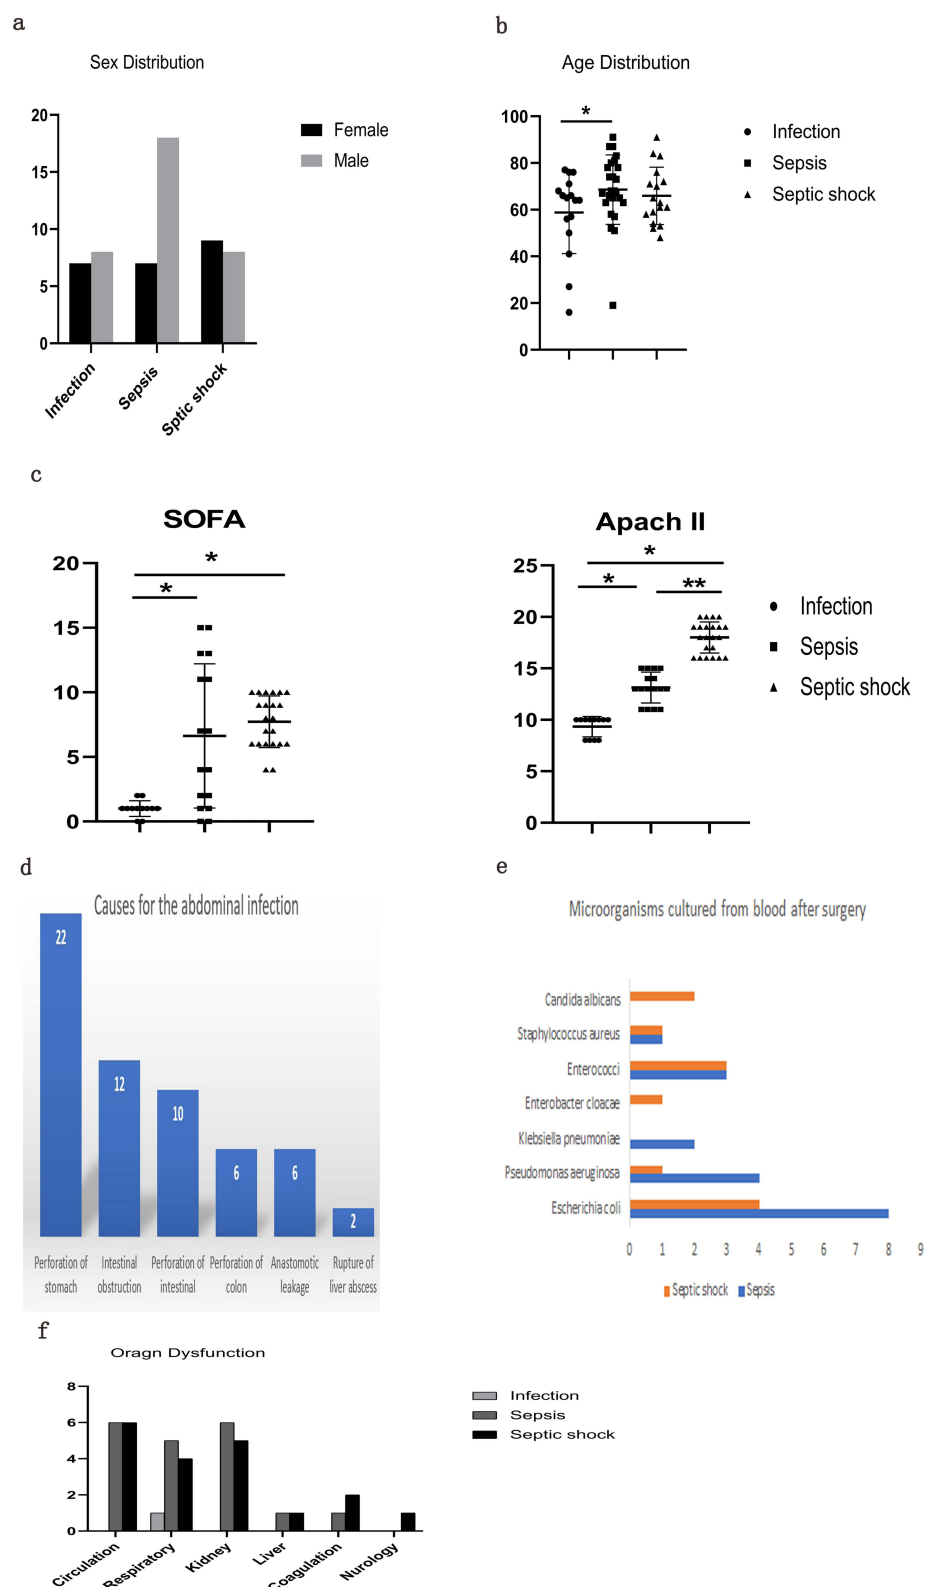 a
Sex Distribution
20
15
10
5
0
Female
Male
Infection
Sepsis
Sptic shock
b
Age Distribution
*
100
80
60
40
20
0
Infection
Sepsis
Septic shock
c
SOFA
*
*
20
15
10
5
0
Apach II
*
*
**
25
20
15
10
5
0
Infection
Sepsis
Septic shock
d
Causes for the abdominal infection
22
12
10
6
6
2
Perforation of
stomach
Intestinal
obstruction
Perforation of
intestinal
Perforation of
colon
Anastomotic
leakage
Rupture of
liver abscess
e
Microorganisms cultured from blood after surgery
Candida albicans
Staphylococcus aureus
Enterococci
Enterobacter cloacae
Klebsiella pneumoniae
Pseudomonas aeruginosa
Escherichia coli
0 1 2 3 4 5 6 7 8 9
Septic shock Sepsis
f
Oragn Dysfunction
8
6
4
2
0
Infection
Sepsis
Septic shock
Circulation
Respiratory
Kidney
Liver
Coagulation
Nurology